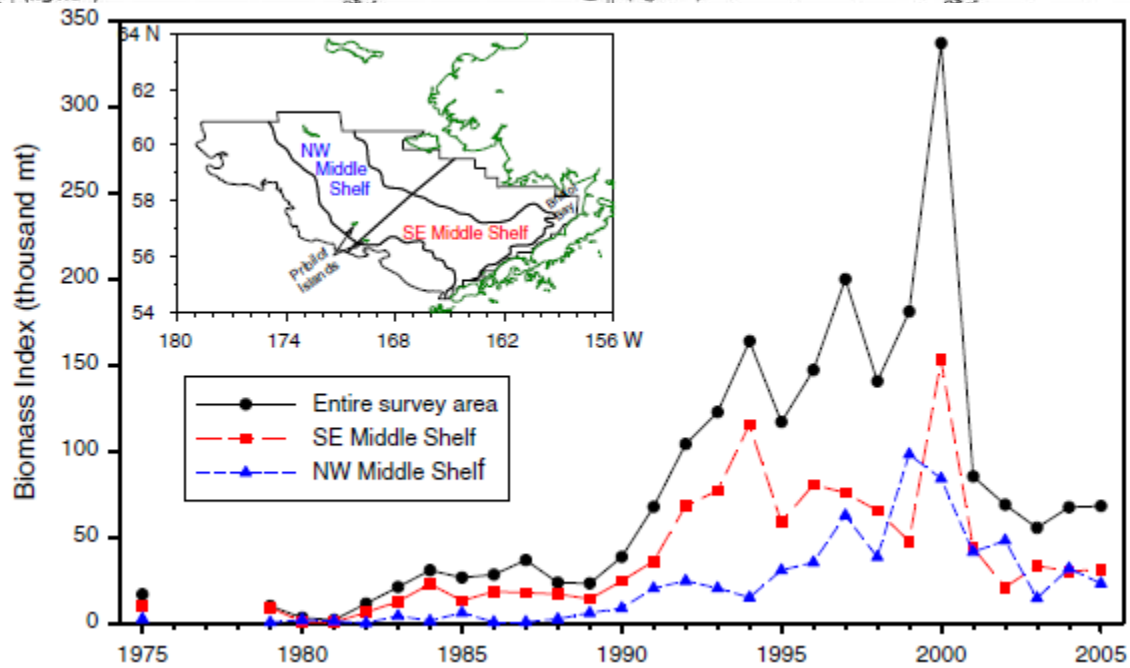 350
300
250
200
150
100
50
0
Biomass Index (thousand mt)
64 N
62
60
58
56
54
180
174
168
162
156 W
NW
Middle
Shelf
SE Middle Shelf
Bristol
Bay
Pribilof
Islands
Entire survey area
SE Middle Shelf
NW Middle Shelf
1975
1980
1985
1990
1995
2000
2005